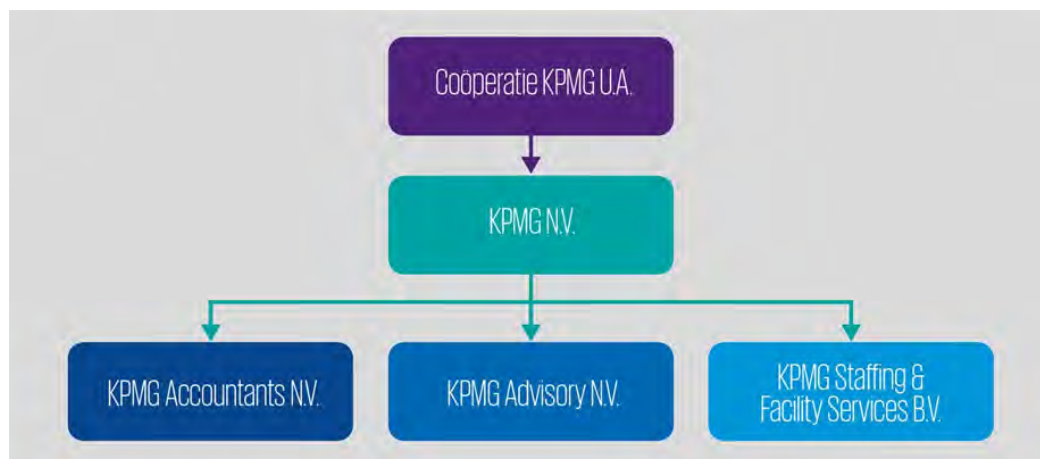 Coöperatie KPMG U.A.
KPMG N.V.
KPMG Accountants N.V.
KPMG Advisory N.V.
KPMG Staffing &
Facility Services B.V.